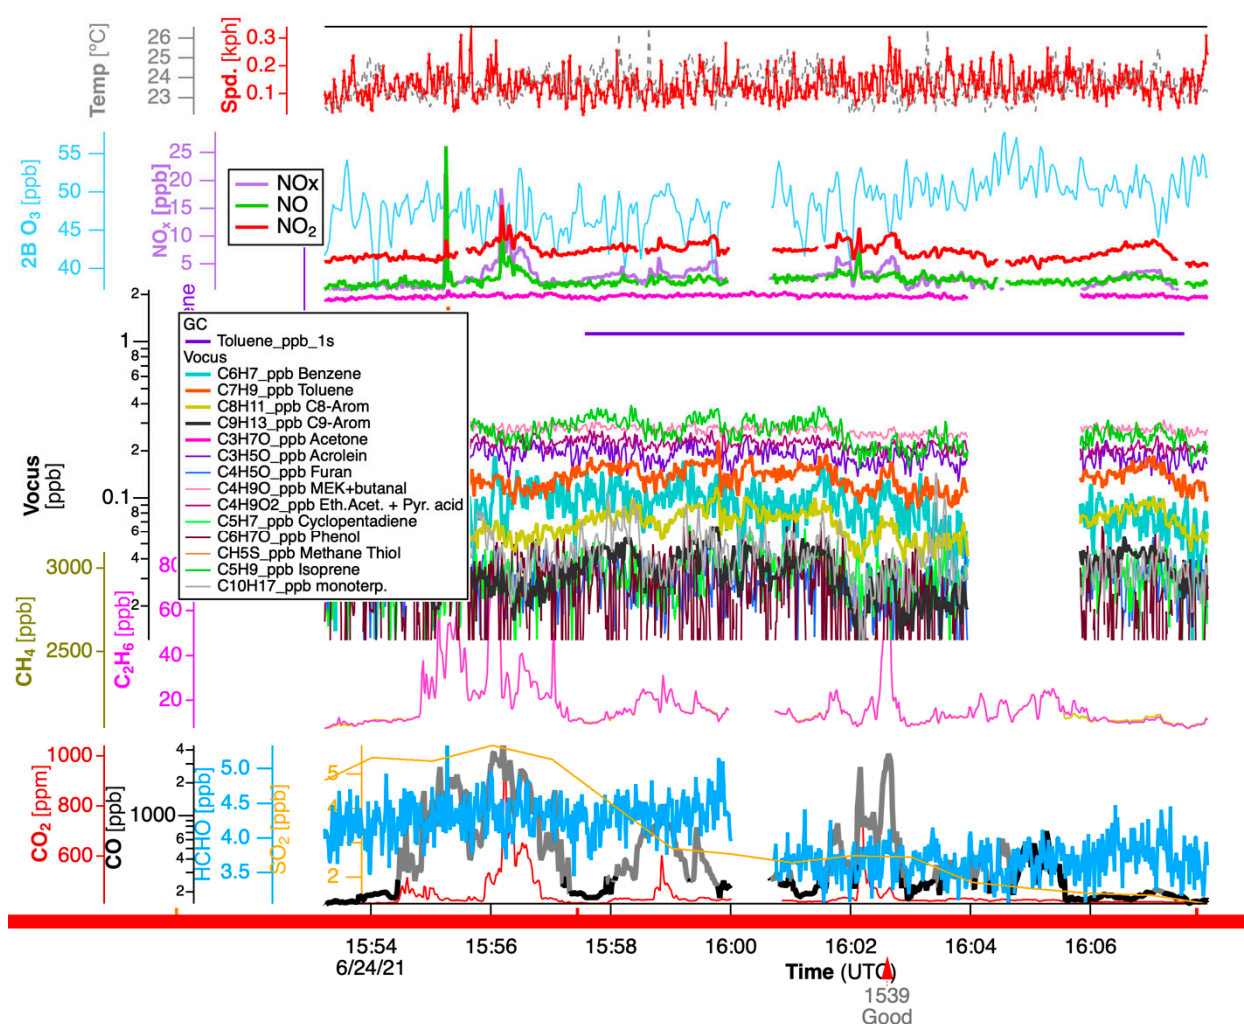 Temp [°C]
26
25
24
23
Spd. [kph]
0.3
0.2
0.1
2B O₃ [ppb]
55
50
45
40
NOₓ [ppb]
25
20
15
10
5
NOx
NO
NO₂
ene
Vocus
[ppb]
2
1
8
6
4
2
0.1
8
6
4
2
GC
Toluene_ppb_1s
Vocus
C6H7_ppb Benzene
C7H9_ppb Toluene
C8H11_ppb C8-Arom
C9H13_ppb C9-Arom
C3H7O_ppb Acetone
C3H5O_ppb Acrolein
C4H5O_ppb Furan
C4H9O_ppb MEK+butanal
C4H9O2_ppb Eth.Acet. + Pyr. acid
C5H7_ppb Cyclopentadiene
C6H7O_ppb Phenol
CH5S_ppb Methane Thiol
C5H9_ppb Isoprene
C10H17_ppb monoterp.
CH₄ [ppb]
3000
2500
C₂H₆ [ppb]
80
60
40
20
CO₂ [ppm]
1000
800
600
CO [ppb]
4
2
1000
6
4
2
HCHO [ppb]
5.0
4.5
4.0
3.5
SO₂ [ppb]
5
2
15:54
15:56
15:58
16:00
16:02
16:04
16:06
6/24/21
Time (UTC)
1539
Good